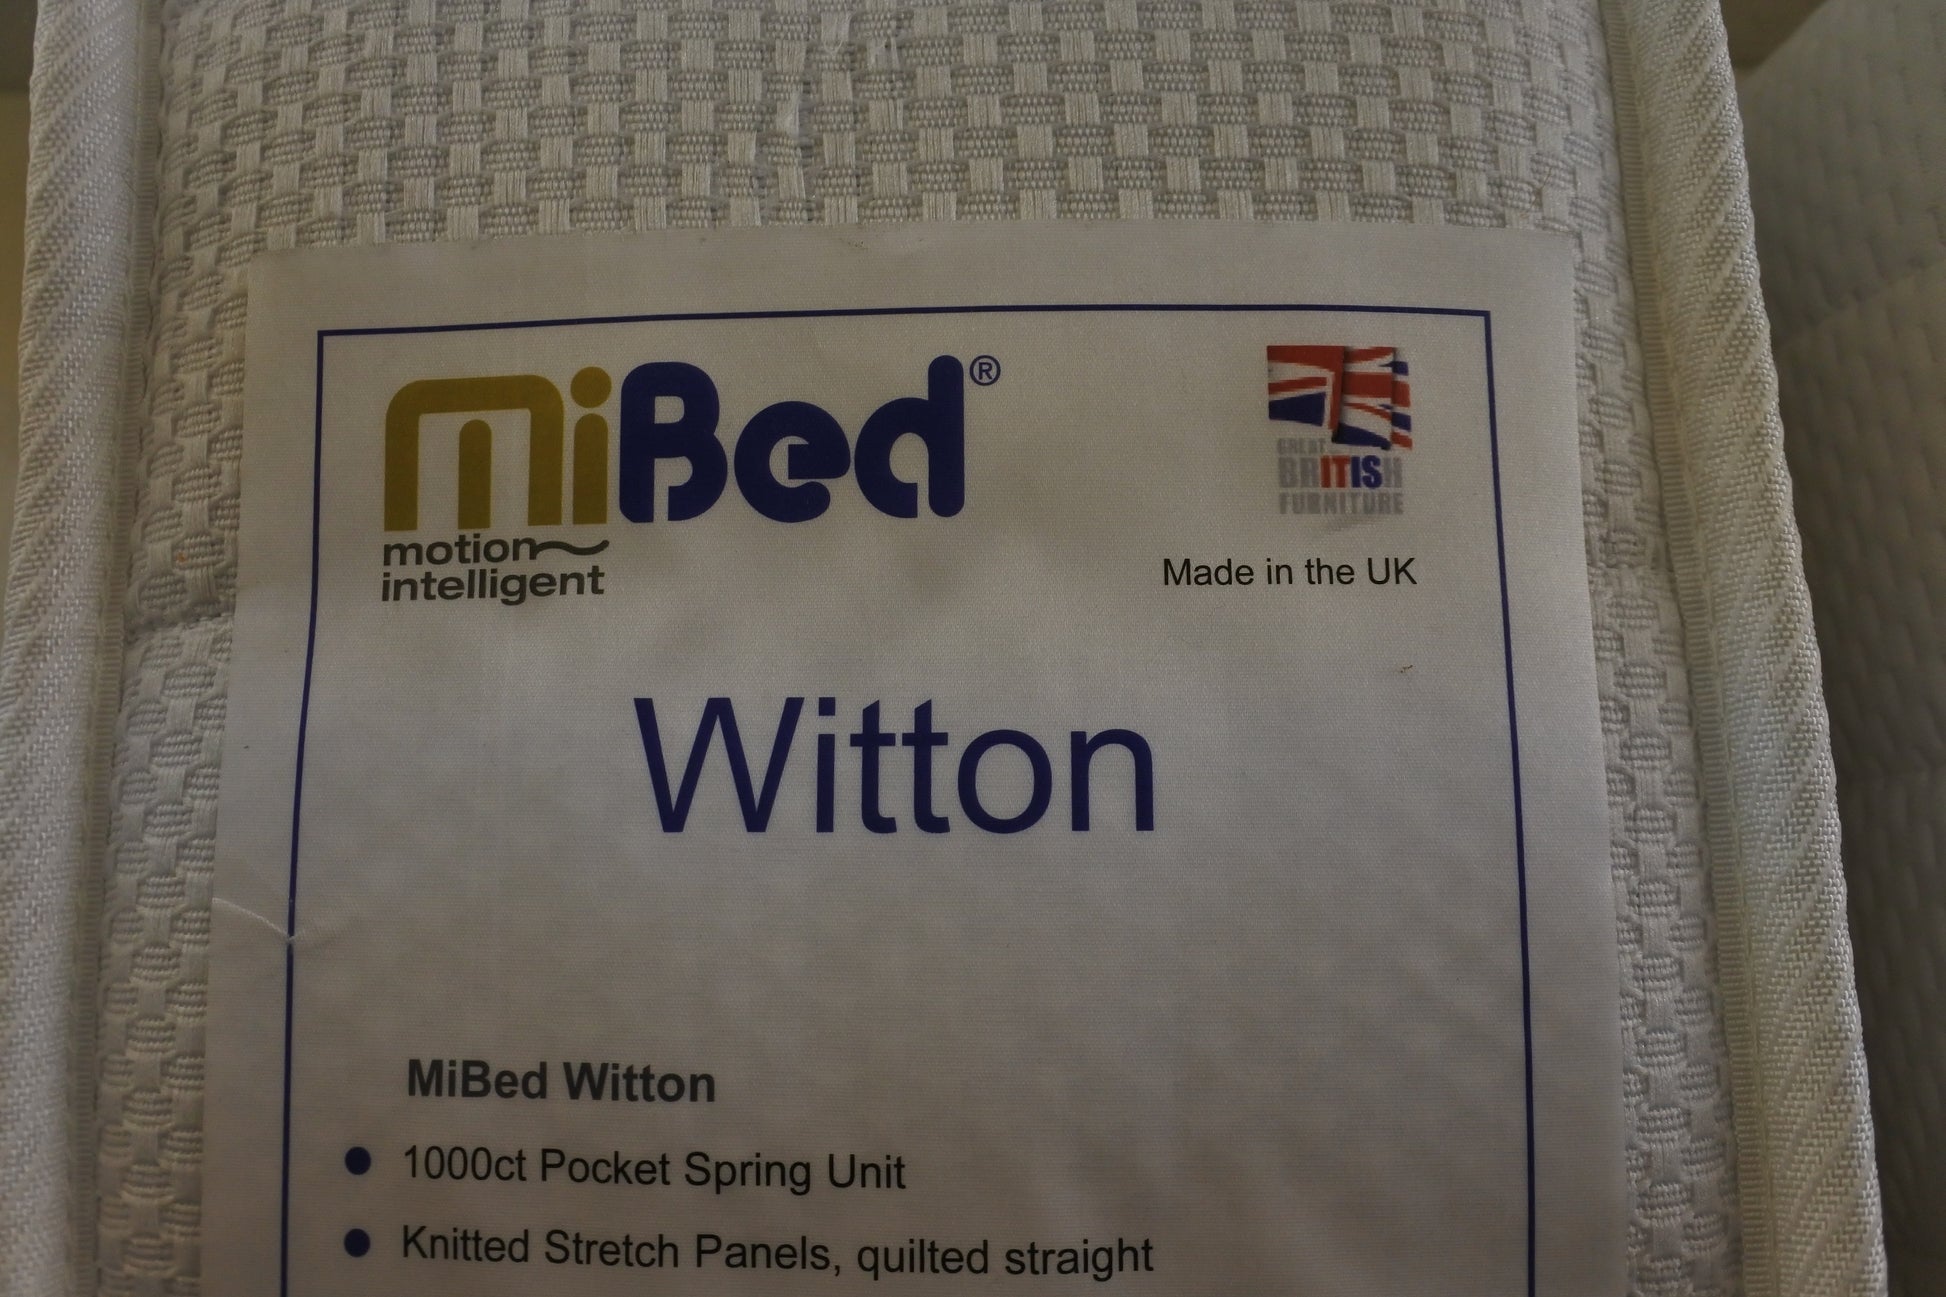 miBed®
motion
intelligent
GREAT
BRITISH
FURNITURE
Made in the UK
Witton
MiBed Witton
● 1000ct Pocket Spring Unit
● Knitted Stretch Panels, quilted straight